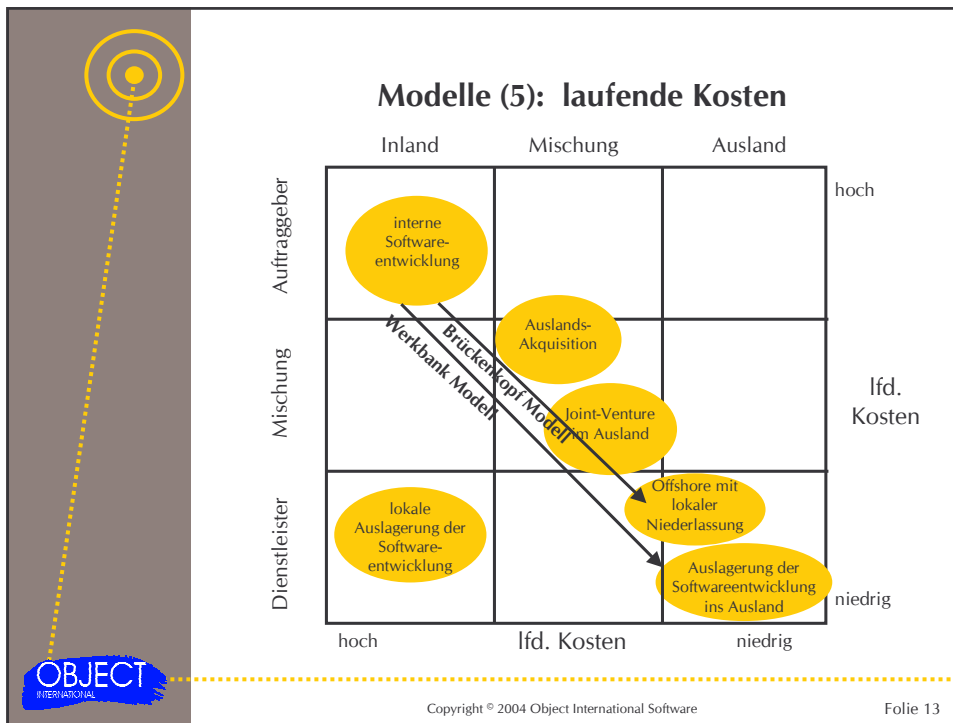 Modelle (5):  laufende Kosten
Inland
Mischung
Ausland
Auftraggeber
Mischung
Dienstleister
hoch
interne
Software-
entwicklung
Auslands-
Akquisition
Brückenkopf Modell
Werkbank Modell
Joint-Venture
im Ausland
lfd.
Kosten
Offshore mit
lokaler
Niederlassung
lokale
Auslagerung der
Software-
entwicklung
Auslagerung der
Softwareentwicklung
ins Ausland
niedrig
hoch
lfd. Kosten
niedrig
OBJECT
INTERNATIONAL
Copyright © 2004 Object International Software
Folie 13